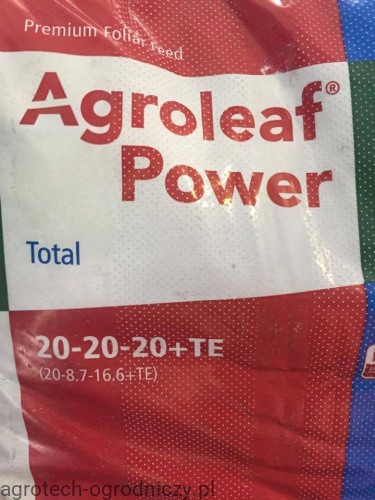 Premium Foliar Feed
Agroleaf®
Power
Total
20-20-20+TE
(20-8.7-16.6+TE)
agrotech-ogrodniczy.pl